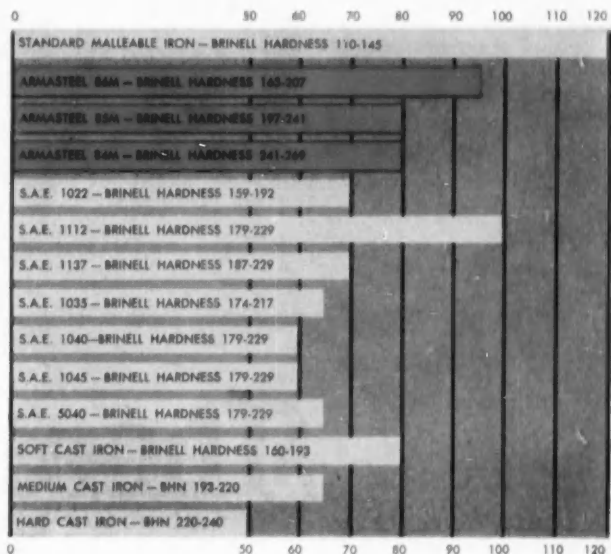 0 50 60 70 80 90 100 110 120
STANDARD MALLEABLE IRON — BRINELL HARDNESS 110-145
ARMASTEEL 86M — BRINELL HARDNESS 163-207
ARMASTEEL 85M — BRINELL HARDNESS 197-241
ARMASTEEL 86M — BRINELL HARDNESS 241-269
S.A.E. 1022 — BRINELL HARDNESS 159-192
S.A.E. 1112 — BRINELL HARDNESS 179-229
S.A.E. 1137 — BRINELL HARDNESS 187-229
S.A.E. 1035 — BRINELL HARDNESS 174-217
S.A.E. 1040—BRINELL HARDNESS 179-229
S.A.E. 1045 — BRINELL HARDNESS 179-229
S.A.E. 5040 — BRINELL HARDNESS 179-229
SOFT CAST IRON — BRINELL HARDNESS 160-193
MEDIUM CAST IRON — BHN 193-220
HARD CAST IRON — BHN 220-240
0 50 60 70 80 90 100 110 120